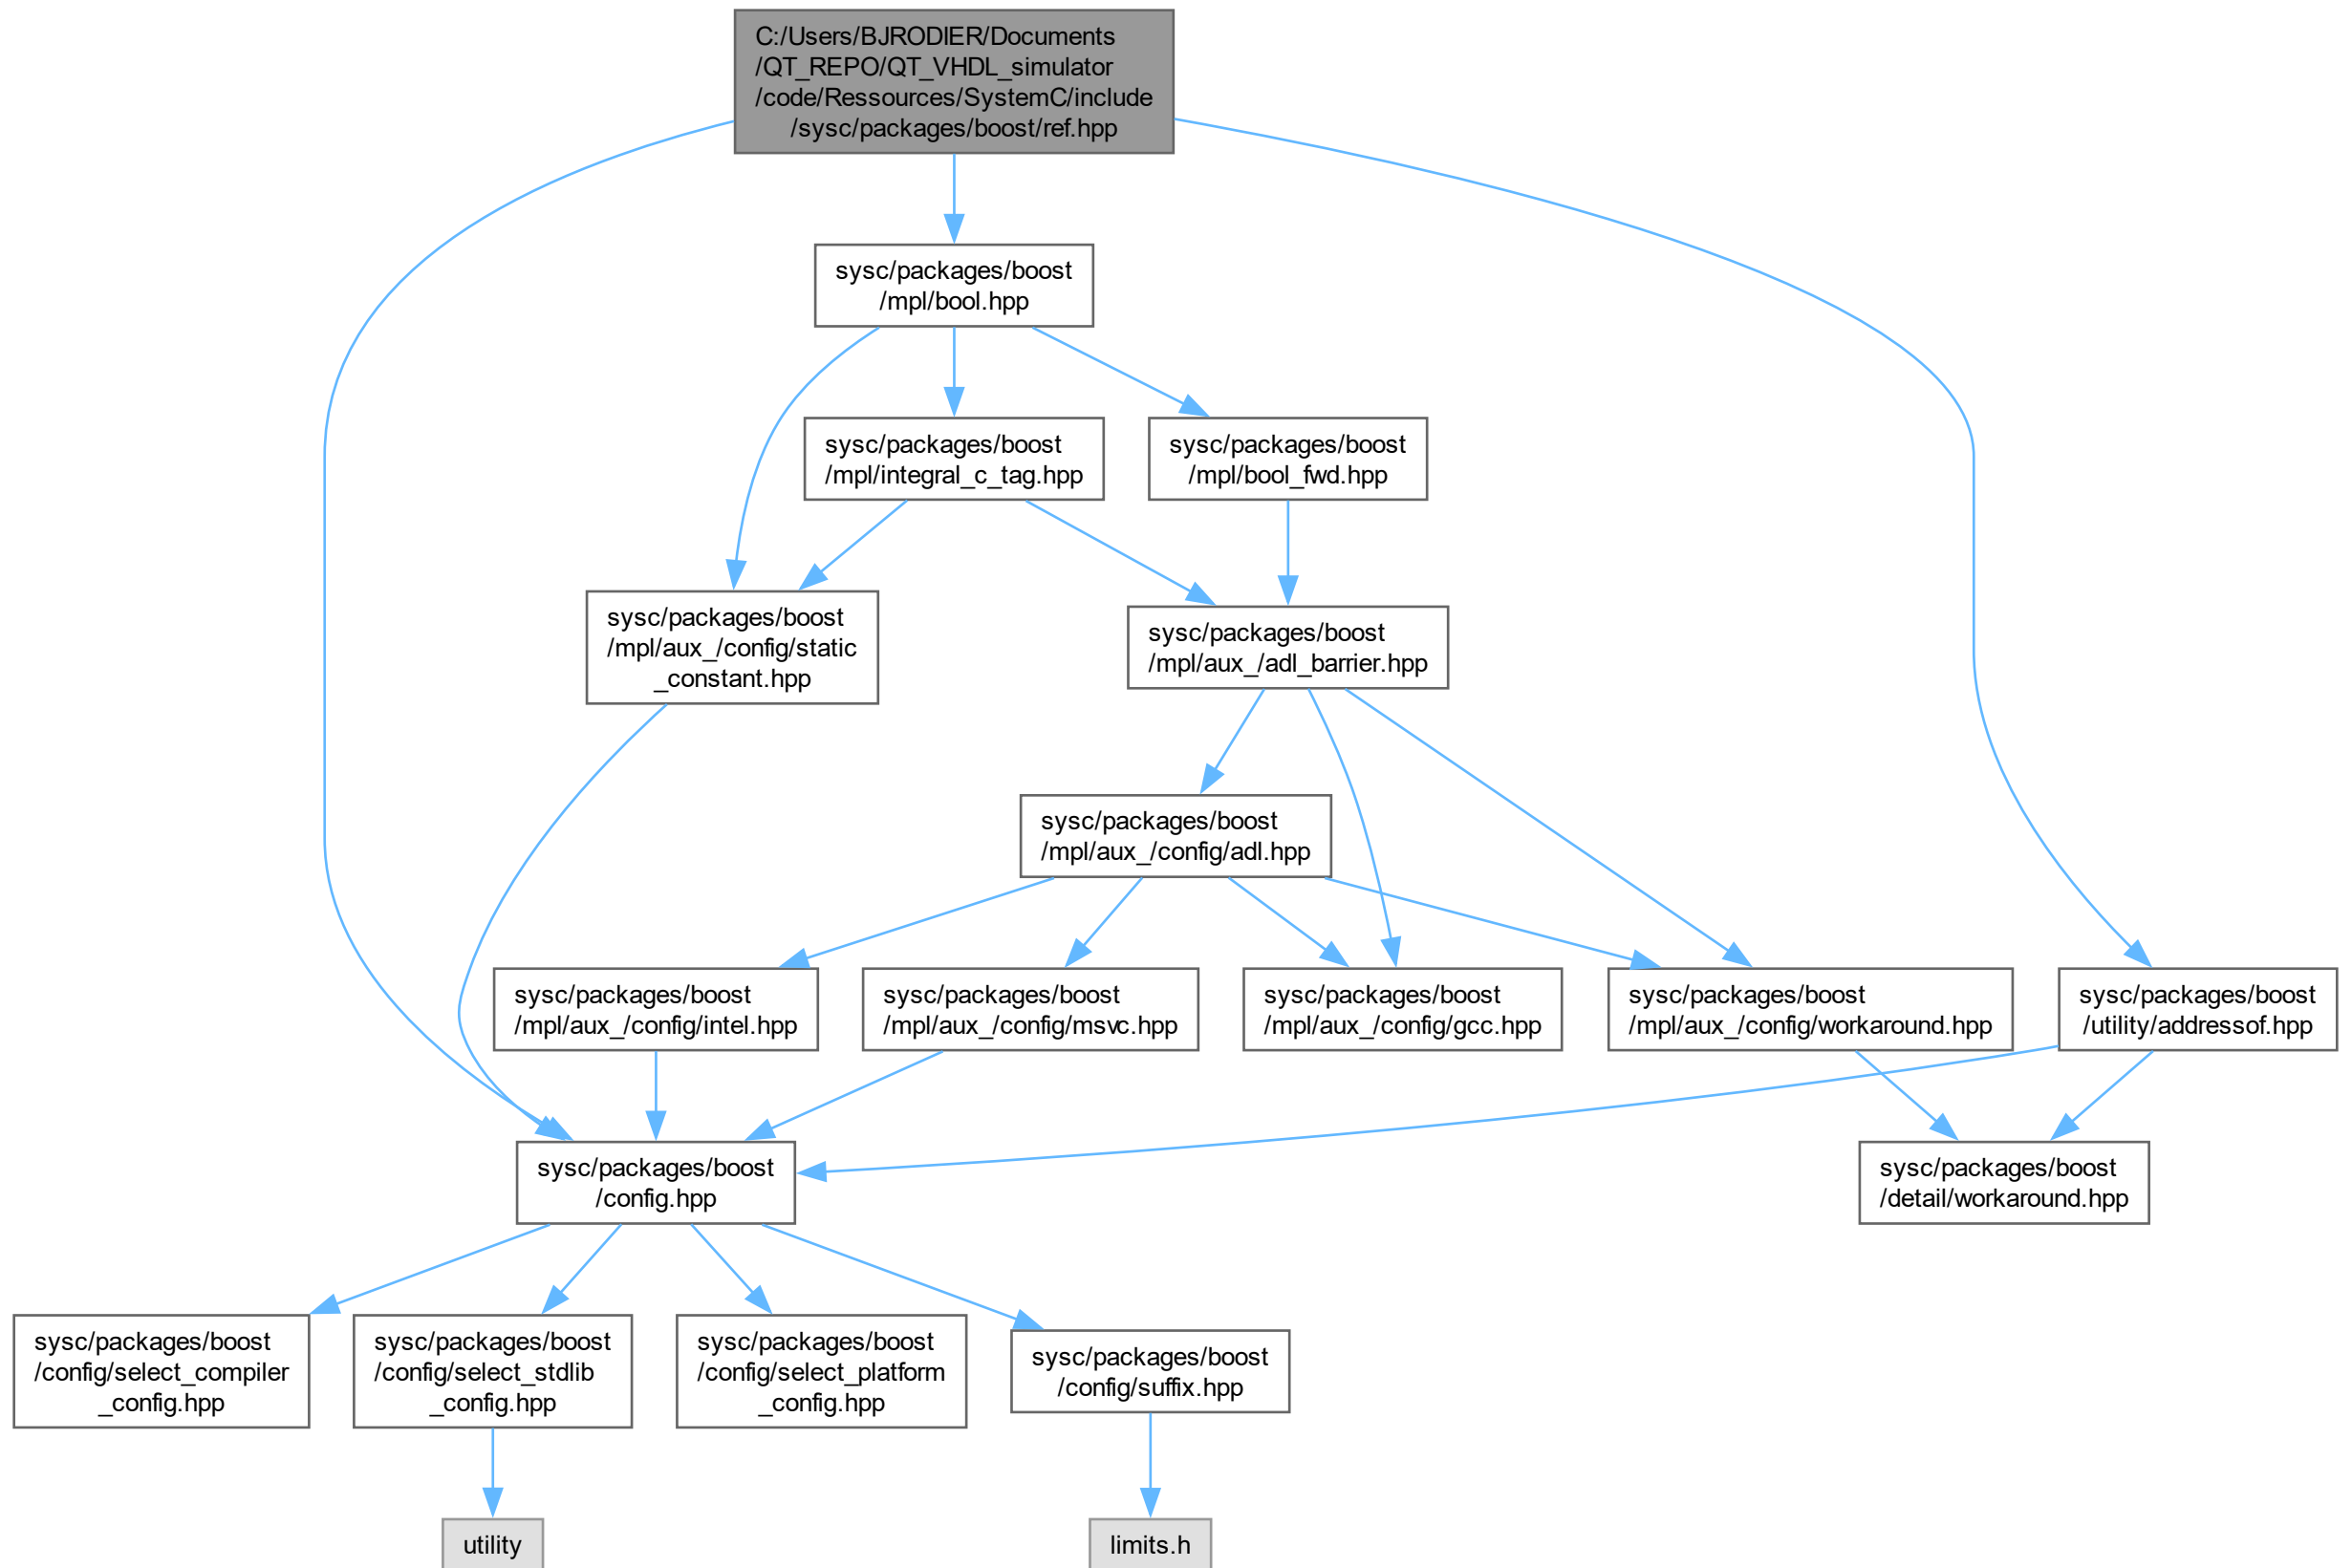 C:/Users/BJRODIER/Documents
/QT_REPO/QT_VHDL_simulator
/code/Ressources/SystemC/include
/sysc/packages/boost/ref.hpp
sysc/packages/boost
/mpl/bool.hpp
sysc/packages/boost
/mpl/integral_c_tag.hpp
sysc/packages/boost
/mpl/bool_fwd.hpp
sysc/packages/boost
/mpl/aux_/config/static
_constant.hpp
sysc/packages/boost
/mpl/aux_/adl_barrier.hpp
sysc/packages/boost
/mpl/aux_/config/adl.hpp
sysc/packages/boost
/mpl/aux_/config/intel.hpp
sysc/packages/boost
/mpl/aux_/config/msvc.hpp
sysc/packages/boost
/mpl/aux_/config/gcc.hpp
sysc/packages/boost
/mpl/aux_/config/workaround.hpp
sysc/packages/boost
/utility/addressof.hpp
sysc/packages/boost
/config.hpp
sysc/packages/boost
/detail/workaround.hpp
sysc/packages/boost
/config/select_compiler
_config.hpp
sysc/packages/boost
/config/select_stdlib
_config.hpp
sysc/packages/boost
/config/select_platform
_config.hpp
sysc/packages/boost
/config/suffix.hpp
utility
limits.h